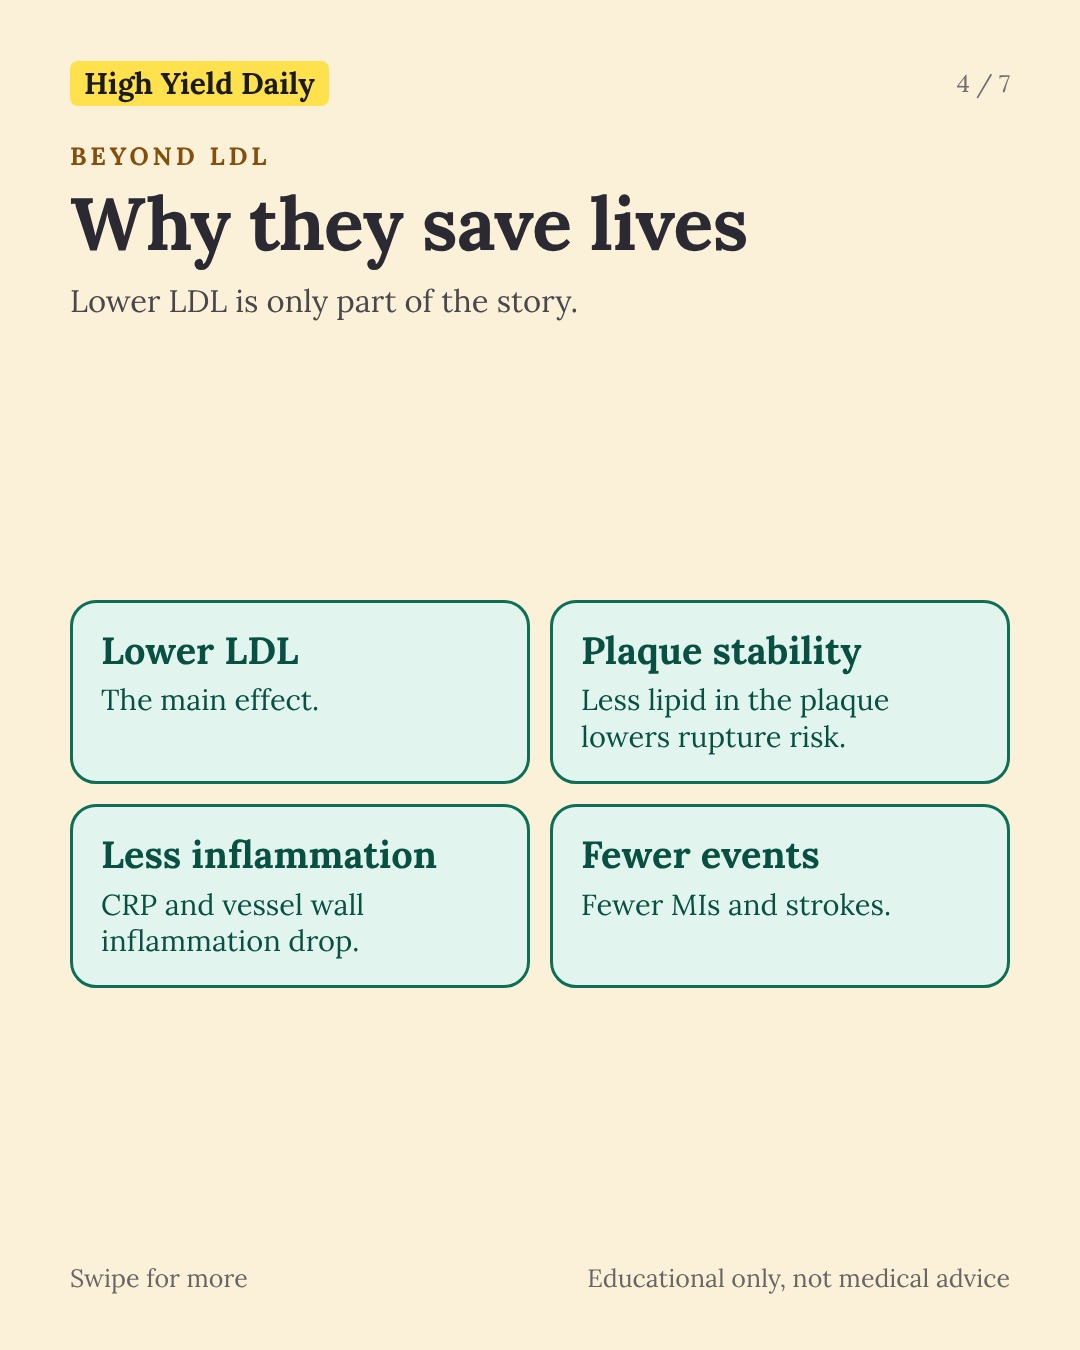 High Yield Daily
4 / 7
BEYOND LDL
Why they save lives
Lower LDL is only part of the story.
Lower LDL
The main effect.
Plaque stability
Less lipid in the plaque
lowers rupture risk.
Less inflammation
CRP and vessel wall
inflammation drop.
Fewer events
Fewer MIs and strokes.
Swipe for more
Educational only, not medical advice